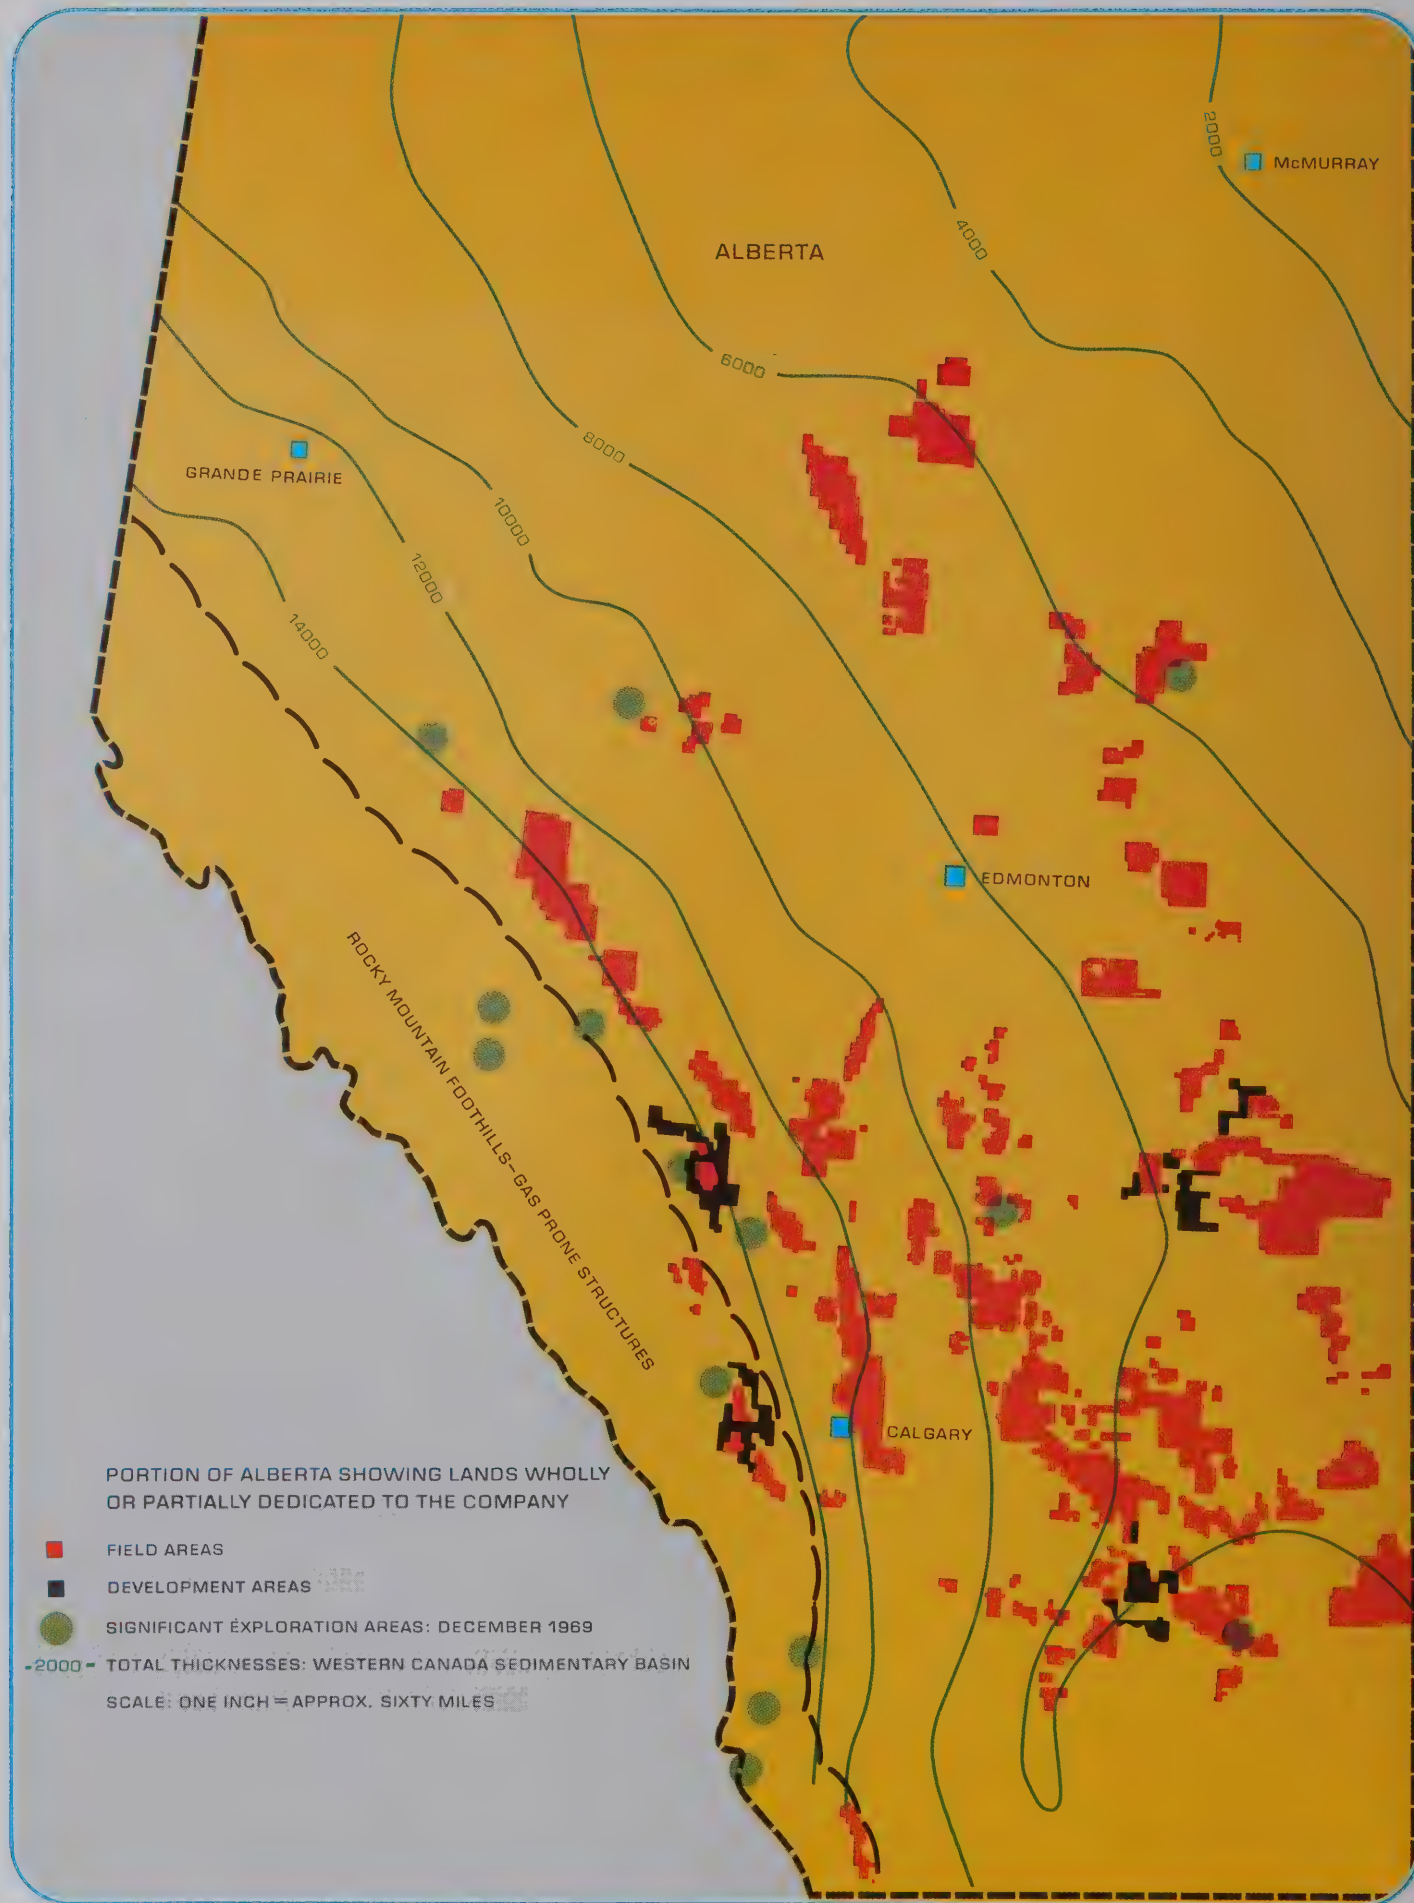 2000
McMURRAY
4000
ALBERTA
6000
8000
GRANDE PRAIRIE
10000
12000
14000
EDMONTON
ROCKY MOUNTAIN FOOTHILLS-GAS PRONE STRUCTURES
CALGARY
PORTION OF ALBERTA SHOWING LANDS WHOLLY
OR PARTIALLY DEDICATED TO THE COMPANY
FIELD AREAS
DEVELOPMENT AREAS
SIGNIFICANT EXPLORATION AREAS: DECEMBER 1969
-2000- TOTAL THICKNESSES: WESTERN CANADA SEDIMENTARY BASIN
SCALE: ONE INCH = APPROX. SIXTY MILES